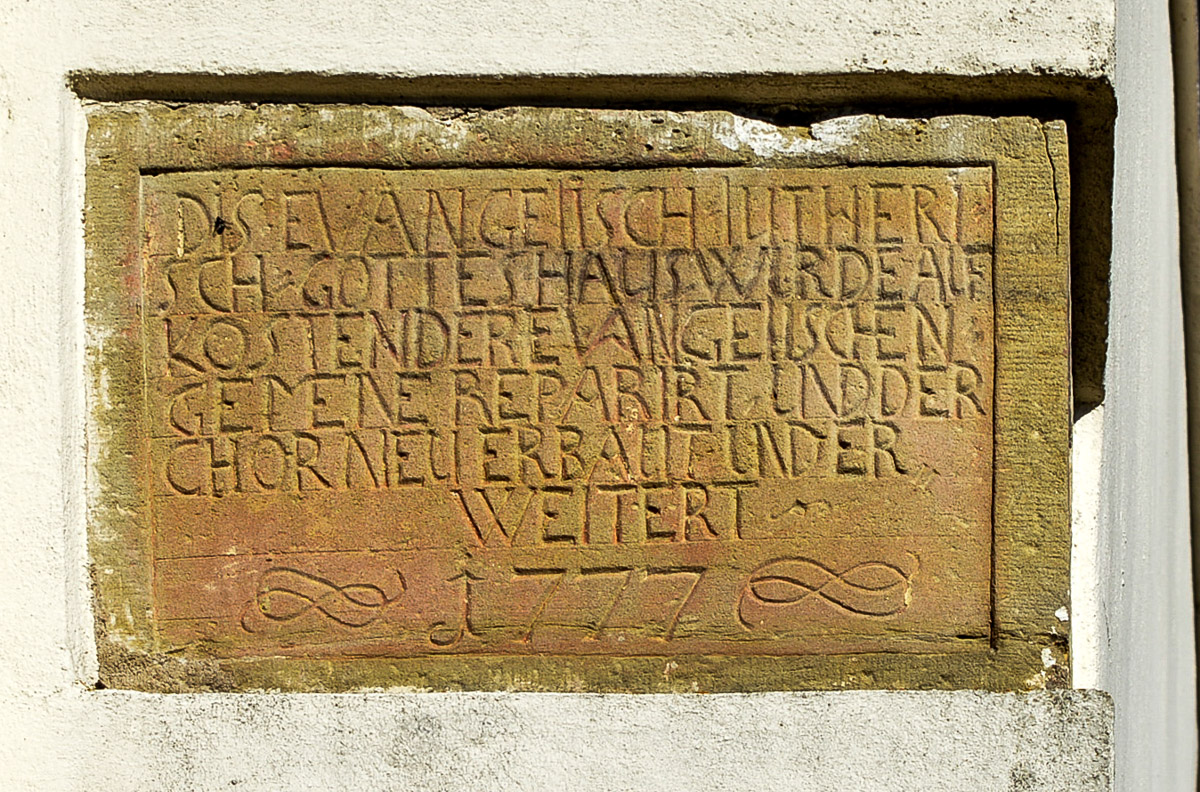 DIS EVANGELISCH LUTHERI
SCH GOTTESHAUS WURDE AUF
KOSTEN DER EVANGELISCHEN
GEMENE REPARIRT UND DER
CHOR NEU ERBAUT UND ER
WEITERT
1777